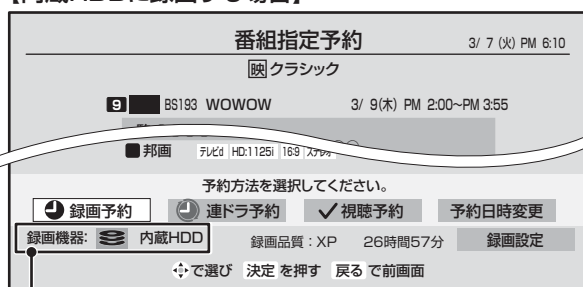 【内蔵HDDに録画する場合】
番組指定予約 3/ 7 (火) PM 6:10
映 クラシック
9 BS193 WOWOW 3/ 9(木) PM 2:00~PM 3:55
邦画 テレビd HD:1125i 16:9 ステレオ
予約方法を選択してください。
録画予約 連ドラ予約 ✓視聴予約 予約日時変更
録画機器: 内蔵HDD 録画品質:XP 26時間57分 録画設定
で選び 決定 を押す 戻る で前画面